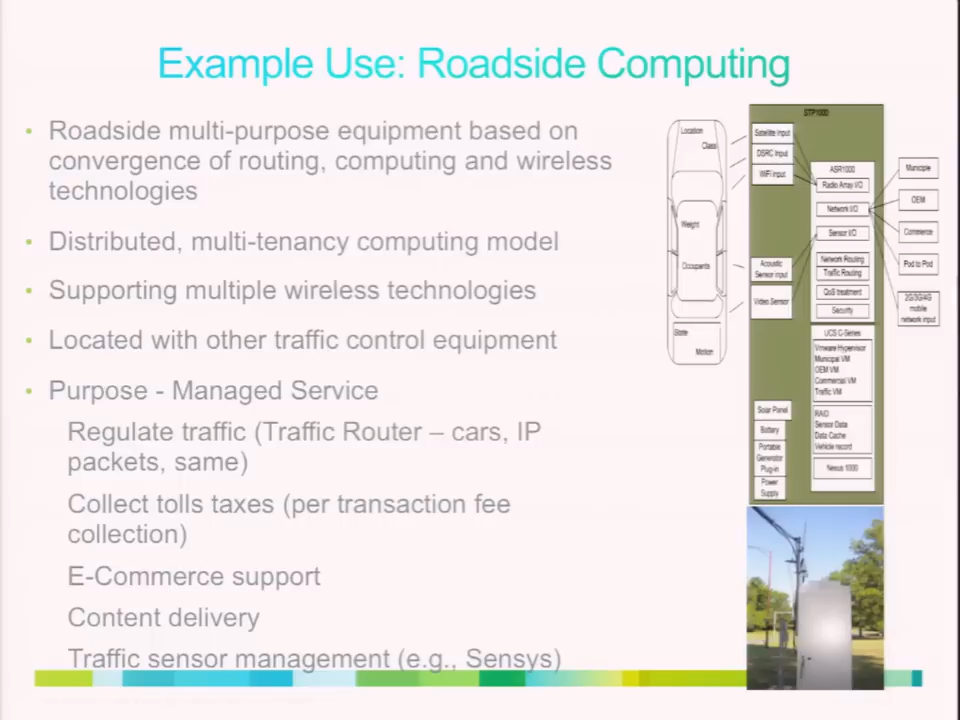 Example Use: Roadside Computing
• Roadside multi-purpose equipment based on
convergence of routing, computing and wireless
technologies
• Distributed, multi-tenancy computing model
• Supporting multiple wireless technologies
• Located with other traffic control equipment
• Purpose - Managed Service
Regulate traffic (Traffic Router – cars, IP
packets, same)
Collect tolls taxes (per transaction fee
collection)
E-Commerce support
Content delivery
Traffic sensor management (e.g., Sensys)
Location
Class
Weight
Occupants
State
Motion
STP1000
Satellite Input
DSRC Input
WiFi Input
Acoustic
Sensor input
Video Sensor
Solar Panel
Battery
Portable
Generator
Plug-in
Power
Supply
ASR1000
Radio Array I/O
Network I/O
Sensor I/O
Network Routing
Traffic Routing
QoS treatment
Security
UCS C-Series
Vmware Hypervisor
Municipal VM
OEM VM
Commercial VM
Traffic VM
RAID
Sensor Data
Data Cache
Vehicle record
Nexus 1000
Municiple
OEM
Commerce
Pod to Pod
2G/3G/4G
mobile
network input